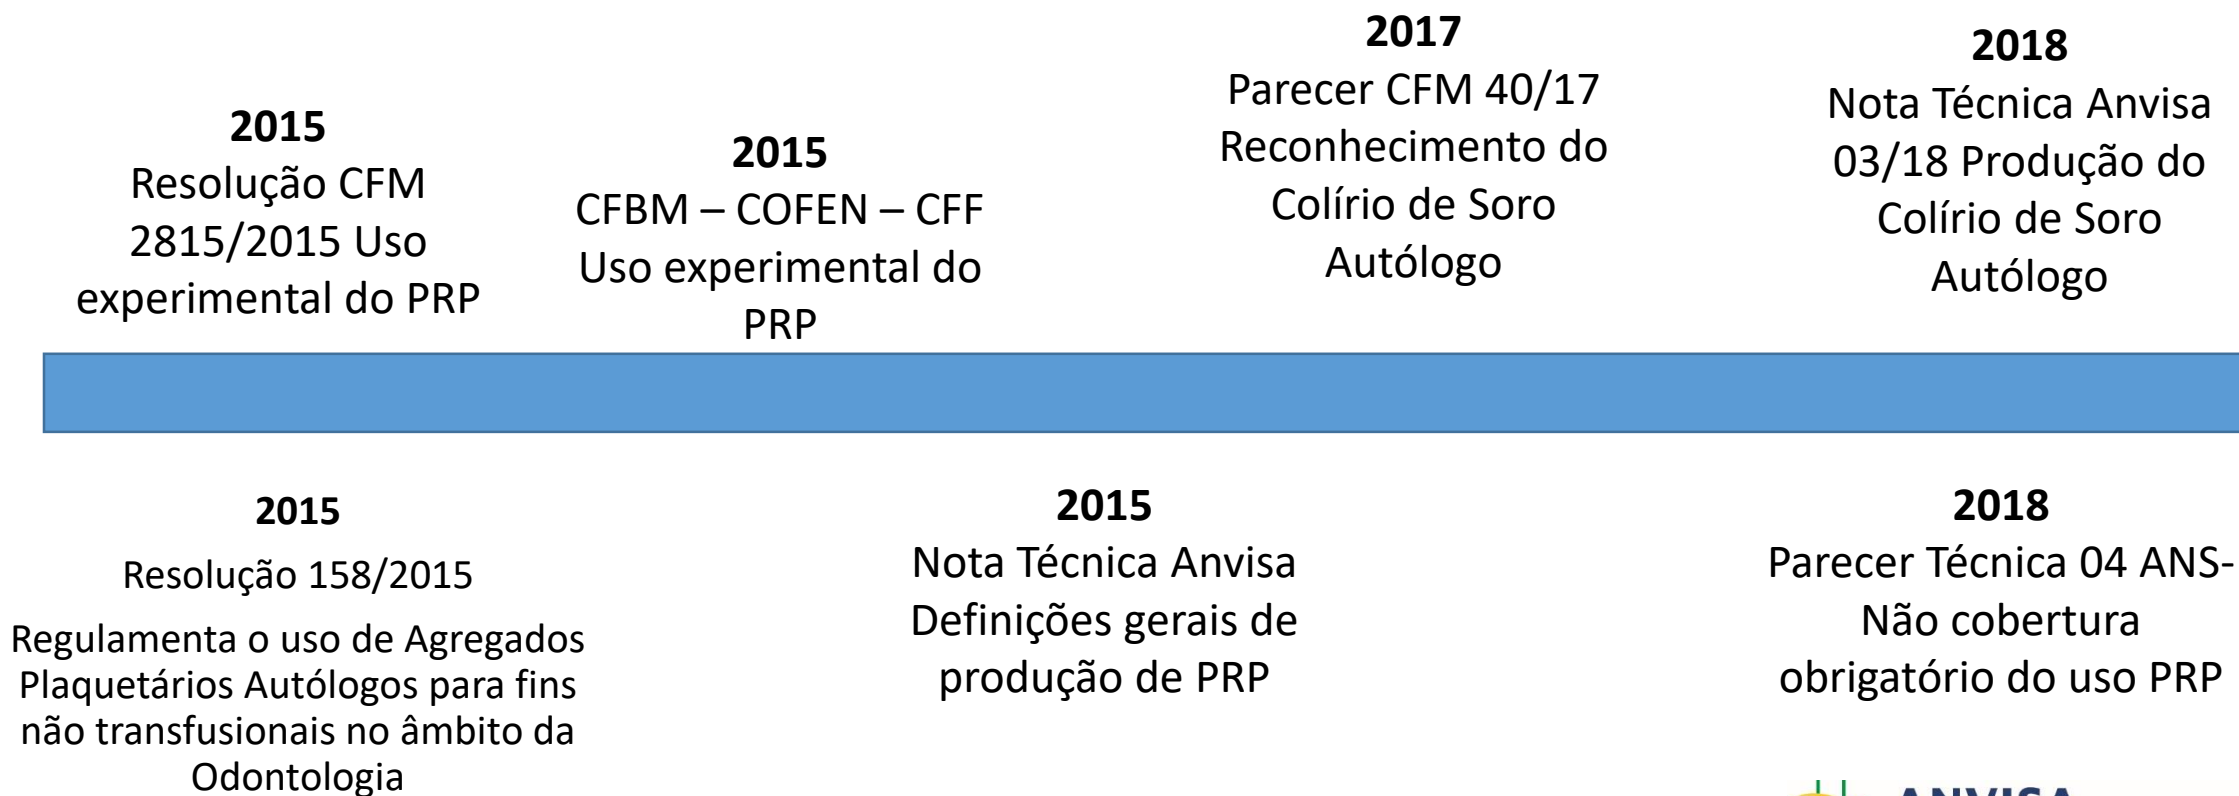 2015
Resolução CFM
2815/2015 Uso
experimental do PRP
2015
CFBM – COFEN – CFF
Uso experimental do
PRP
2017
Parecer CFM 40/17
Reconhecimento do
Colírio de Soro
Autólogo
2018
Nota Técnica Anvisa
03/18 Produção do
Colírio de Soro
Autólogo
2015
Resolução 158/2015
Regulamenta o uso de Agregados
Plaquetários Autólogos para fins
não transfusionais no âmbito da
Odontologia
2015
Nota Técnica Anvisa
Definições gerais de
produção de PRP
2018
Parecer Técnica 04 ANS-
Não cobertura
obrigatório do uso PRP
ANVISA